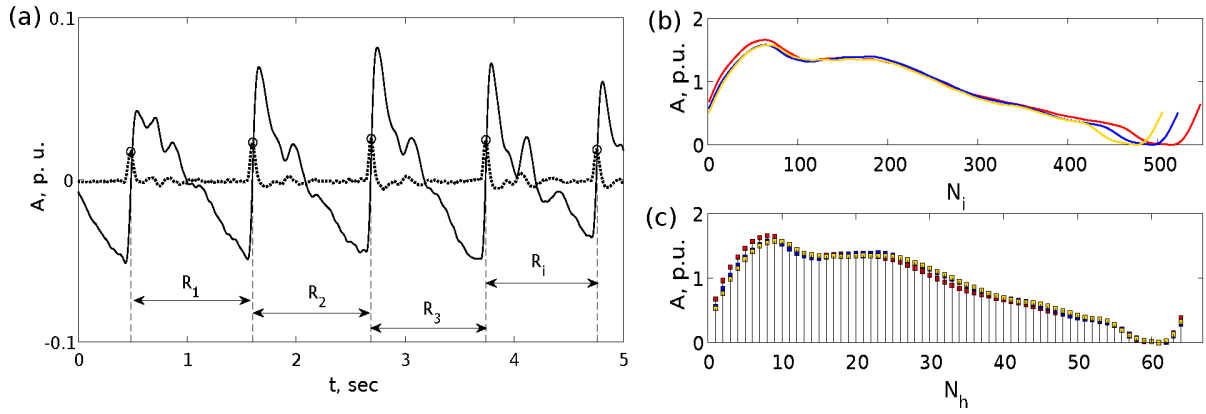 (a)
0.1
0
-0.1
A, p. u.
R1
R2
R3
Ri
0 1 2 3 4 5
t, sec
(b)
2
1
0
A, p.u.
0 100 200 300 400 500
Ni
(c)
2
1
0
A, p.u.
0 10 20 30 40 50 60
Nh